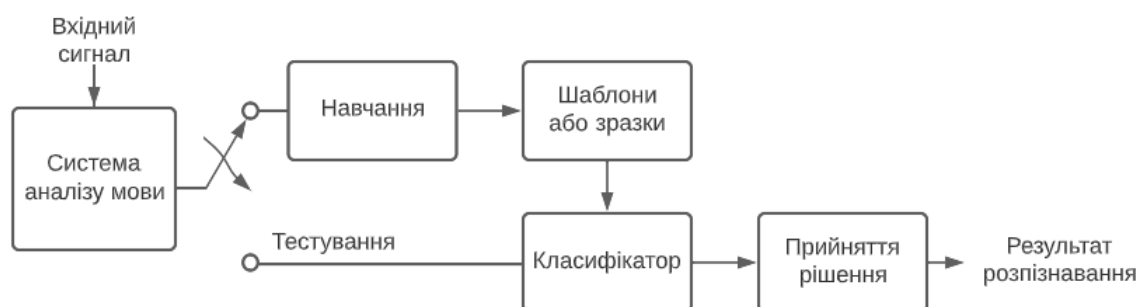 Вхідний
сигнал
Система
аналізу мови
Навчання
Шаблони
або зразки
Тестування
Класифікатор
Прийняття
рішення
Результат
розпізнавання